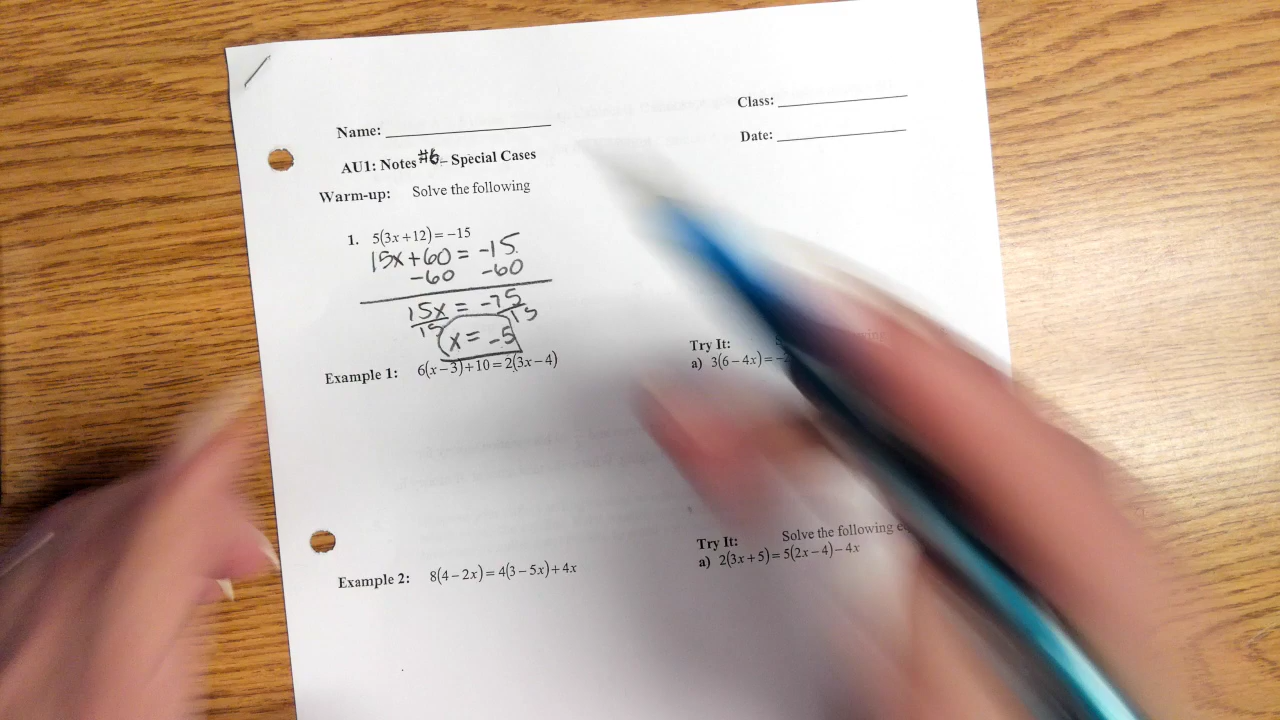 Name: ____________ Class: ____________
Date: ____________
AU1: Notes #6 – Special Cases
Warm-up: Solve the following
1. 5(3x+12)=−15
15x+60 = -15
-60 -60
15x = -75
15 15
x = -5
Example 1: 6(x−3)+10=2(3x−4)
Try It:
a) 3(6−4x)=
Example 2: 8(4−2x)=4(3−5x)+4x
Try It: Solve the following
a) 2(3x+5)=5(2x−4)−4x